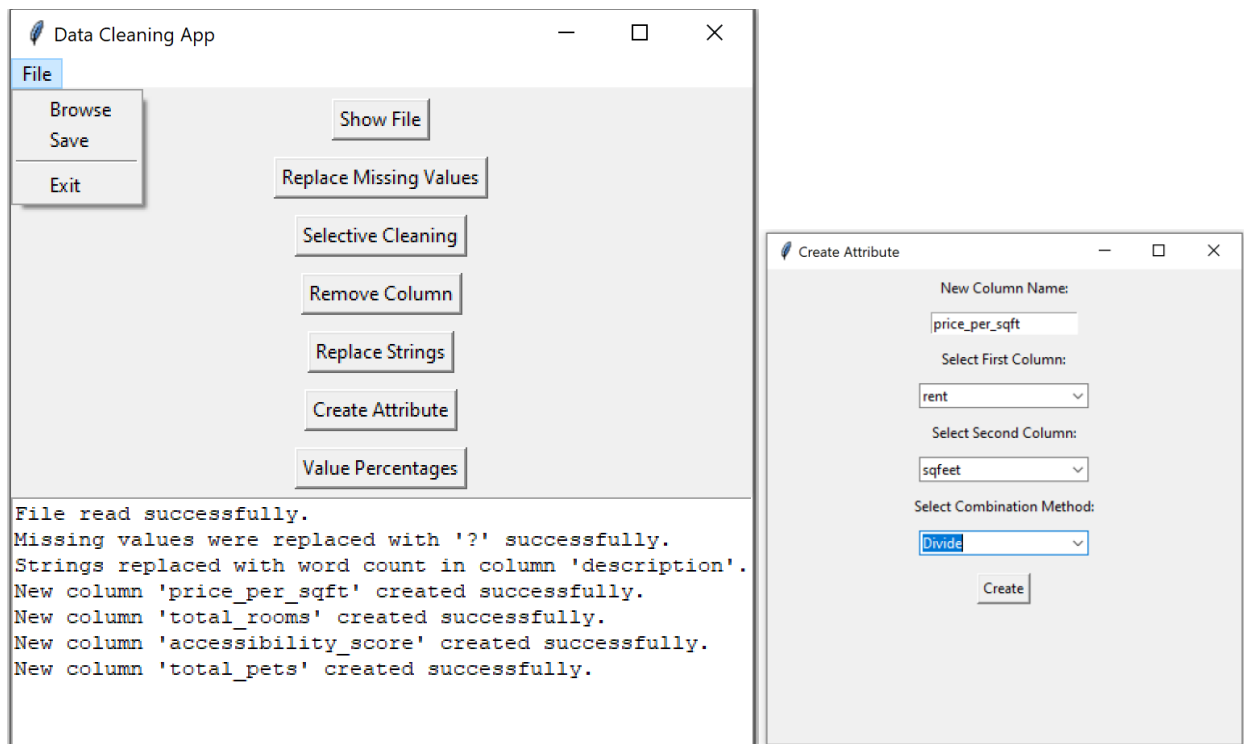 Data Cleaning App
File
Browse
Save
Exit
Show File
Replace Missing Values
Selective Cleaning
Remove Column
Replace Strings
Create Attribute
Value Percentages
File read successfully.
Missing values were replaced with '?' successfully.
Strings replaced with word count in column 'description'.
New column 'price_per_sqft' created successfully.
New column 'total_rooms' created successfully.
New column 'accessibility_score' created successfully.
New column 'total_pets' created successfully.
Create Attribute
New Column Name:
price_per_sqft
Select First Column:
rent
Select Second Column:
sqfeet
Select Combination Method:
Divide
Create